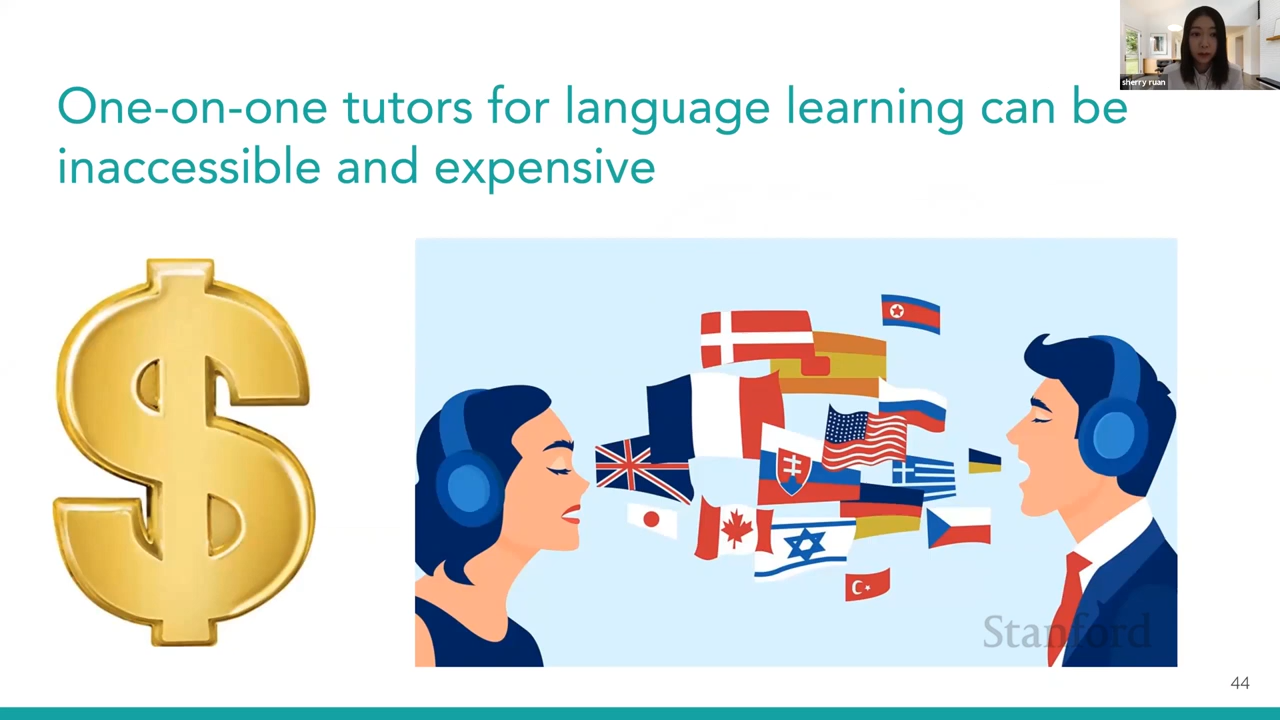 sherry ruan
One-on-one tutors for language learning can be
inaccessible and expensive
Stanford
44